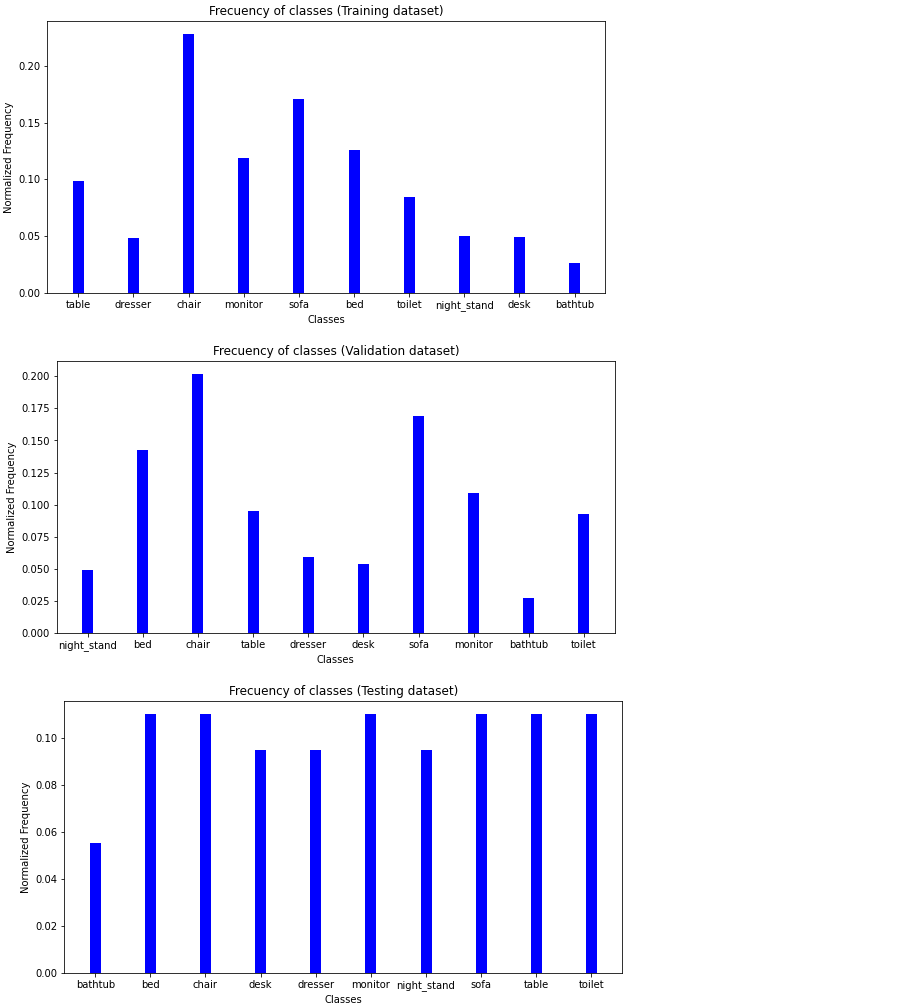 Frecuency of classes (Training dataset)
Normalized Frequency
0.20
0.15
0.10
0.05
0.00
table dresser chair monitor sofa bed toilet night_stand desk bathtub
Classes
Frecuency of classes (Validation dataset)
Normalized Frequency
0.200
0.175
0.150
0.125
0.100
0.075
0.050
0.025
0.000
night_stand bed chair table dresser desk sofa monitor bathtub toilet
Classes
Frecuency of classes (Testing dataset)
Normalized Frequency
0.10
0.08
0.06
0.04
0.02
0.00
bathtub bed chair desk dresser monitor night_stand sofa table toilet
Classes